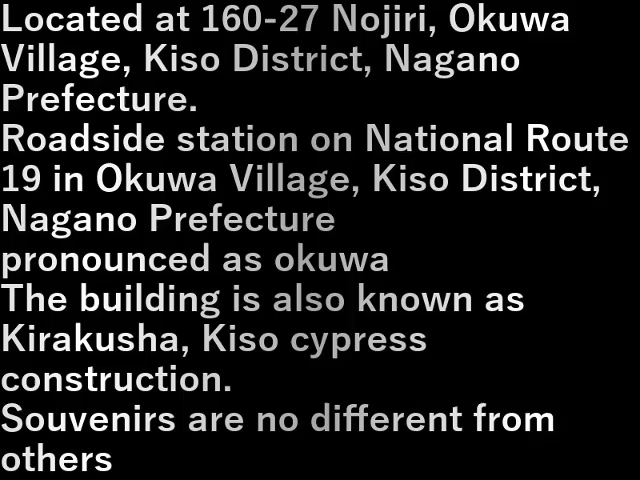 Located at 160-27 Nojiri, Okuwa
Village, Kiso District, Nagano
Prefecture.
Roadside station on National Route
19 in Okuwa Village, Kiso District,
Nagano Prefecture
pronounced as okuwa
The building is also known as
Kirakusha, Kiso cypress
construction.
Souvenirs are no different from
others